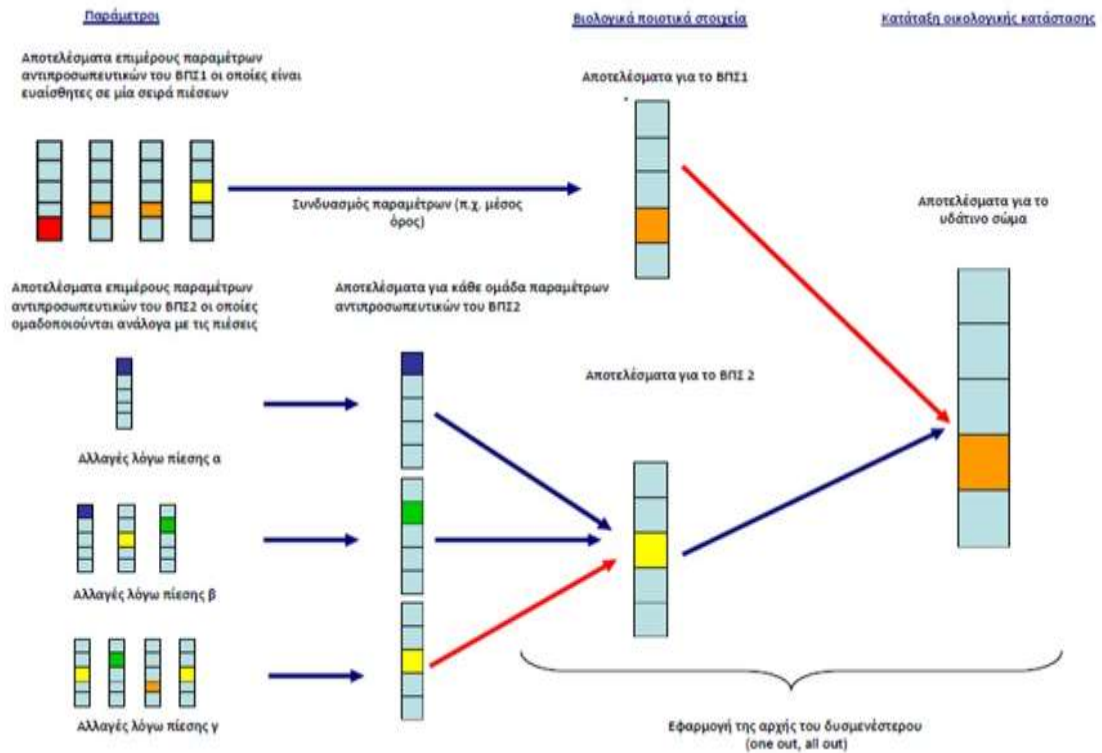 Παράμετροι
Βιολογικά ποιοτικά στοιχεία
Κατάταξη οικολογικής κατάστασης
Αποτελέσματα επιμέρους παραμέτρων
αντιπροσωπευτικών του ΒΠΣ1 οι οποίες είναι
ευαίσθητες σε μία σειρά πιέσεων
Αποτελέσματα για το ΒΠΣ1
Συνδυασμός παραμέτρων (π.χ. μέσος
όρος)
Αποτελέσματα για το
υδάτινο σώμα
Αποτελέσματα επιμέρους παραμέτρων
αντιπροσωπευτικών του ΒΠΣ2 οι οποίες
ομαδοποιούνται ανάλογα με τις πιέσεις
Αποτελέσματα για κάθε ομάδα παραμέτρων
αντιπροσωπευτικών του ΒΠΣ2
Αποτελέσματα για το ΒΠΣ 2
Αλλαγές λόγω πίεσης α
Αλλαγές λόγω πίεσης β
Αλλαγές λόγω πίεσης γ
Εφαρμογή της αρχής του δυσμενέστερου
(one out, all out)